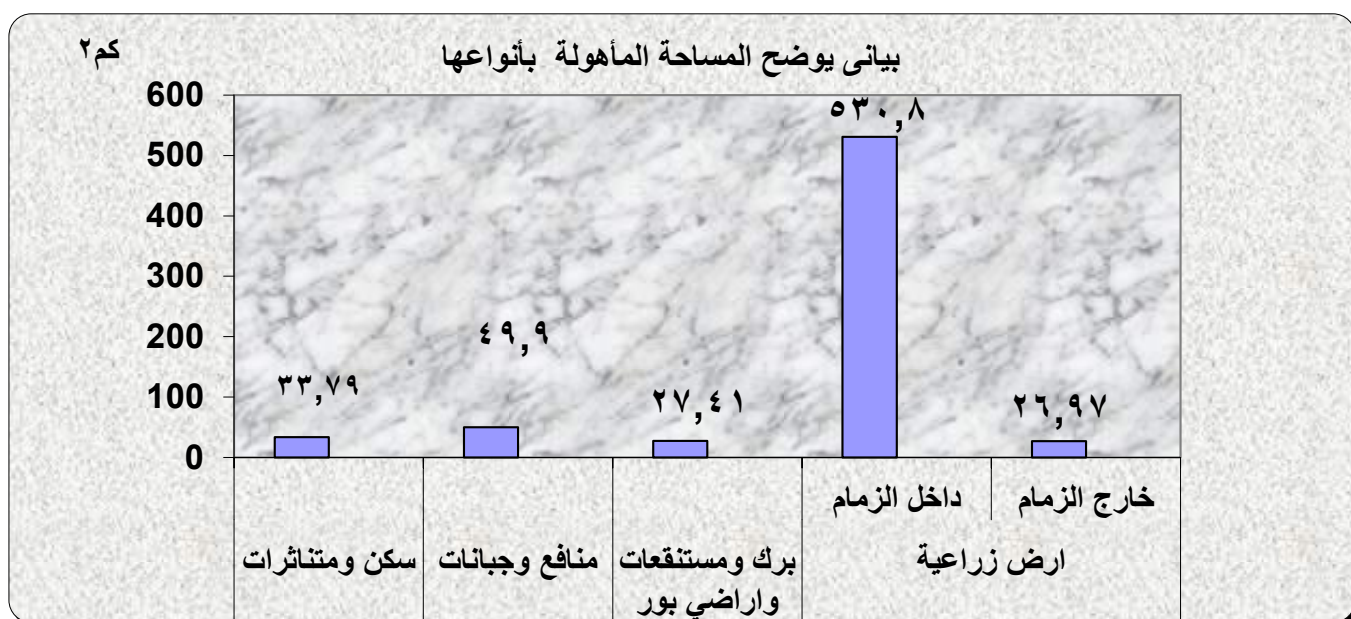 كم٢
بيانى يوضح المساحة المأهولة بأنواعها
600
500
400
300
200
100
0
٣٣,٧٩
٤٩,٩
٢٧,٤١
٥٣٠,٨
٢٦,٩٧
داخل الزمام
خارج الزمام
سكن ومتناثرات
منافع وجبانات
برك ومستنقعات
واراضي بور
ارض زراعية